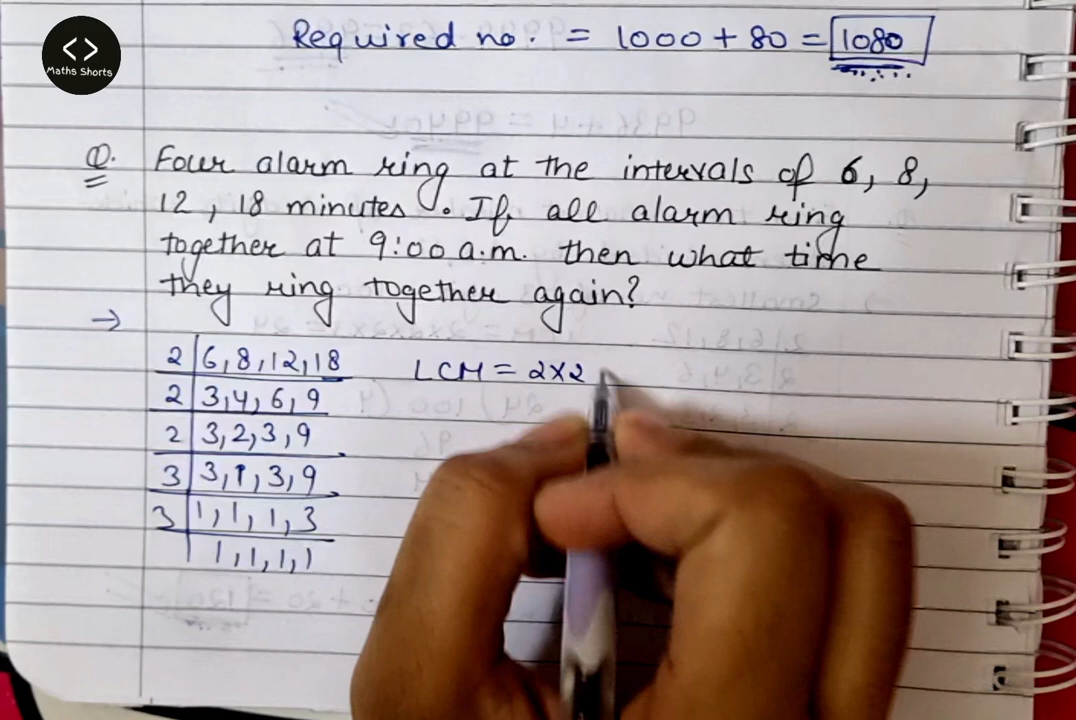 Required no. = 1000 + 80 = 1080
<>
Maths Shorts
Q. Four alarm ring at the intervals of 6, 8,
12, 18 minutes. If all alarm ring
together at 9:00 a.m. then what time
they ring together again?
→
2 | 6, 8, 12, 18 LCM = 2×2
2 | 3, 4, 6, 9
2 | 3, 2, 3, 9
3 | 3, 1, 3, 9
3 | 1, 1, 1, 3
| 1, 1, 1, 1